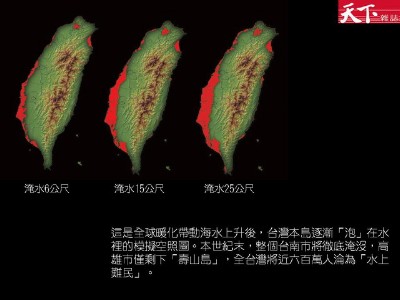 天下雜誌
淹水6公尺
淹水15公尺
淹水25公尺
這是全球暖化帶動海水上升後，台灣本島逐漸「泡」在水
裡的模擬空照圖。本世紀末，整個台南市將徹底淹沒，高
雄市僅剩下「壽山島」，全台灣將近六百萬人淪為「水上
難民」。